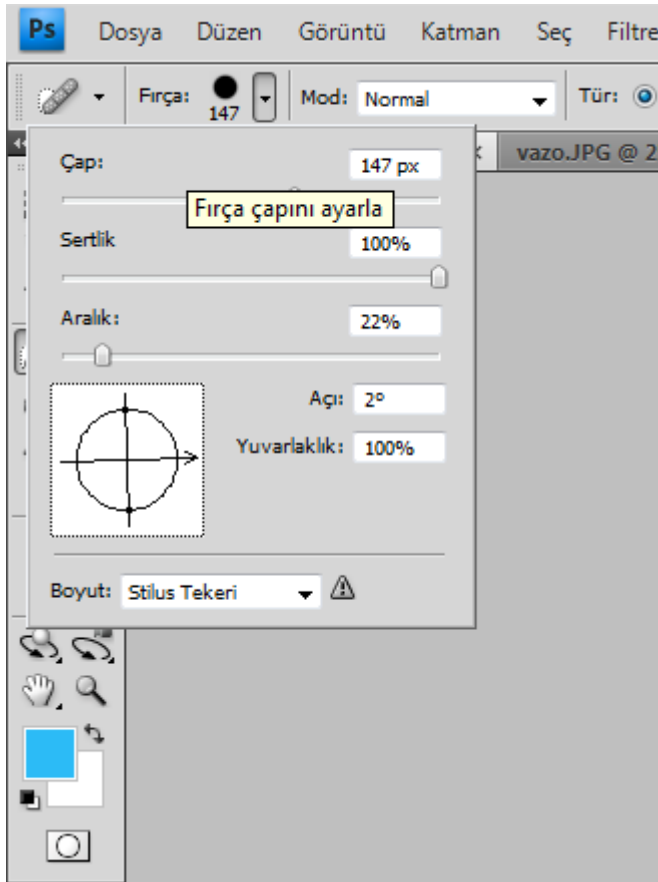 Ps Dosya Düzen Görüntü Katman Seç Filtre
Fırça: 147 Mod: Normal Tür:
vazo.JPG @ 2
Çap: 147 px
Fırça çapını ayarla
Sertlik 100%
Aralık: 22%
Açı: 2º
Yuvarlaklık: 100%
Boyut: Stilus Tekeri